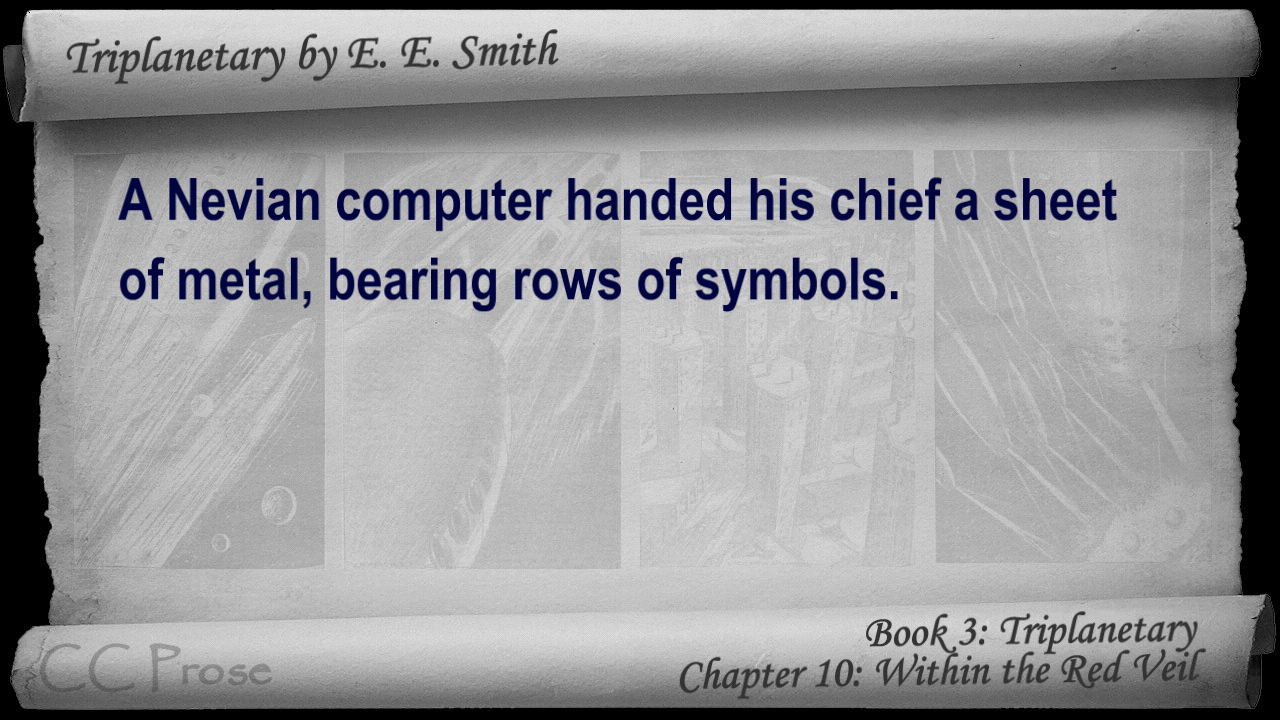 Triplanetary by E. E. Smith
A Nevian computer handed his chief a sheet
of metal, bearing rows of symbols.
Book 3: Triplanetary
Chapter 10: Within the Red Veil
CC Prose